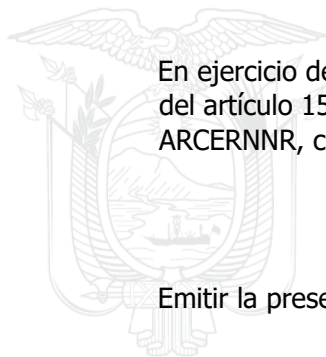 En ejercicio de
del artículo 15
ARCERNNR, c
Emitir la prese